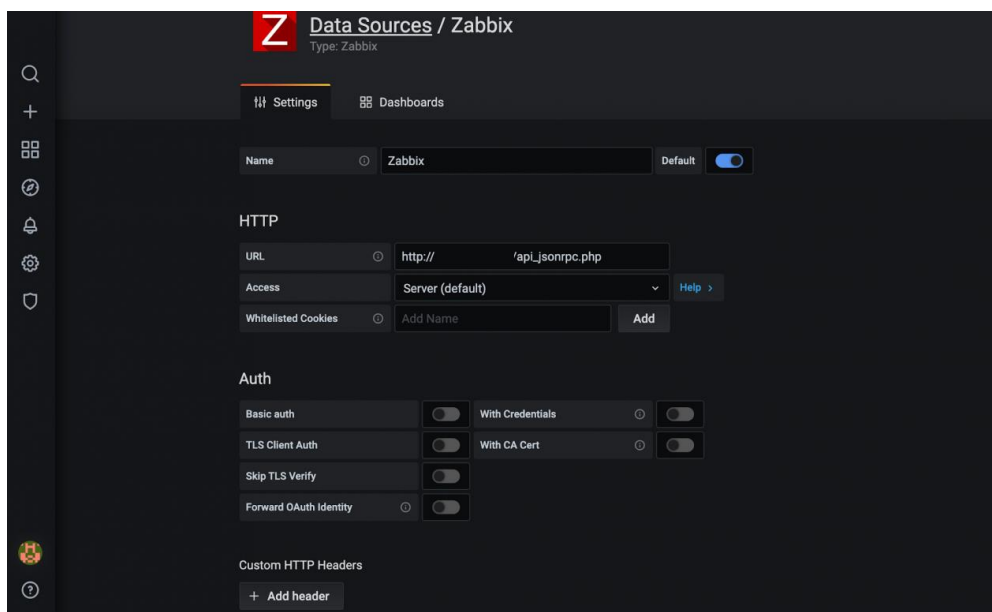 Z
Data Sources / Zabbix
Type: Zabbix
Settings
Dashboards
Name
Zabbix
Default
HTTP
URL
http:// /api_jsonrpc.php
Access
Server (default)
Help >
Whitelisted Cookies
Add Name
Add
Auth
Basic auth
With Credentials
TLS Client Auth
With CA Cert
Skip TLS Verify
Forward OAuth Identity
Custom HTTP Headers
+ Add header